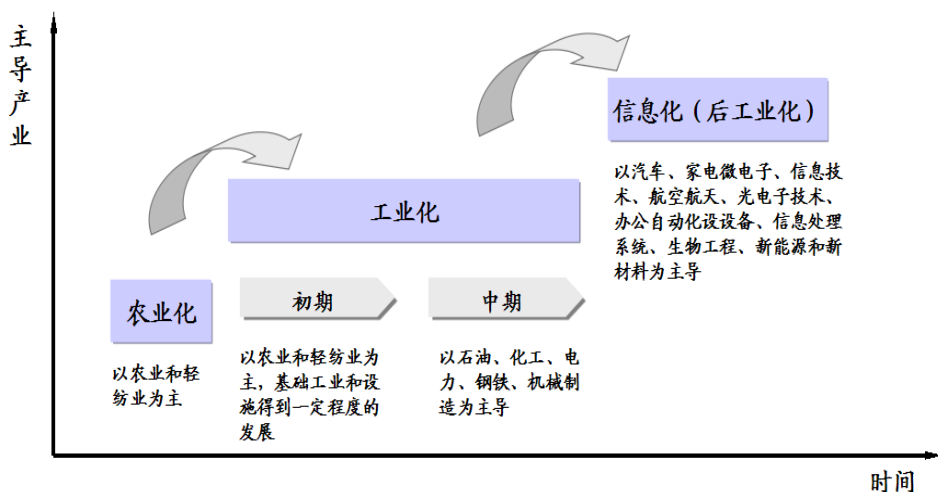 主
导
产
业
信息化（后工业化）
以汽车、家电微电子、信息技
术、航空航天、光电子技术、
办公自动化设设备、信息处理
系统、生物工程、新能源和新
材料为主导
工业化
农业化
初期
中期
以农业和轻
纺业为主
以农业和轻纺业为
主，基础工业和设
施得到一定程度的
发展
以石油、化工、电
力、钢铁、机械制
造为主导
时间